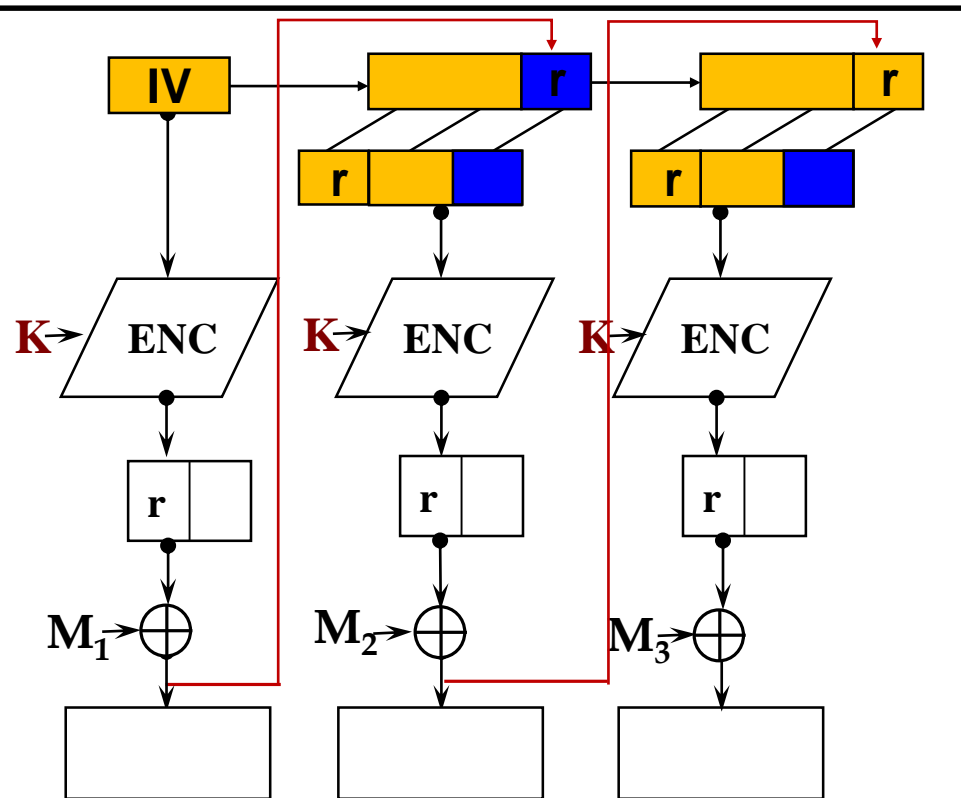 IV r r
r r
K ENC K ENC K ENC
r r r
M1 M2 M3